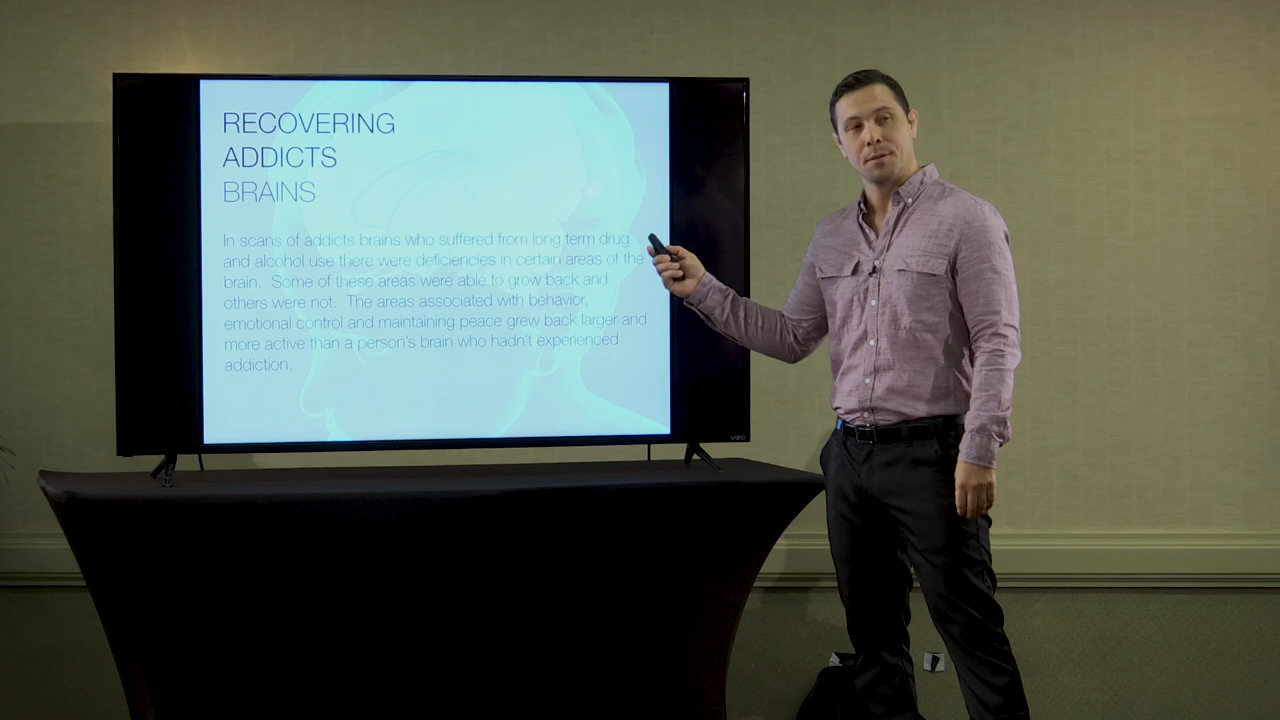 RECOVERING
ADDICTS
BRAINS
In scans of addicts brains who suffered from long term drug
and alcohol use there were deficiencies in certain areas of the
brain. Some of these areas were able to grow back and
others were not. The areas associated with behavior,
emotional control and maintaining peace grew back larger and
more active than a person's brain who hadn't experienced
addiction.
VIZIO